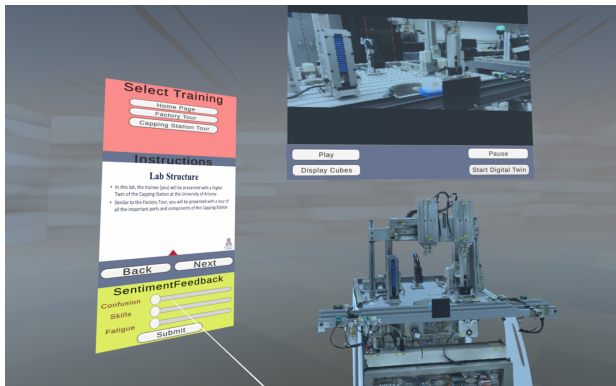 Select Training
Home Page
Factory Tour
Capping Station Tour
Instructions
Lab Structure
• In this lab, the trainee (you) will be presented with a Digital
Twin of the Capping Station at the University of Arizona
• Similar to the Factory Tour, you will be presented with a tour of
all the important parts and components of the Capping Station
Back
Next
SentimentFeedback
Confusion
Skills
Fatigue
Submit
Play
Pause
Display Cubes
Start Digital Twin